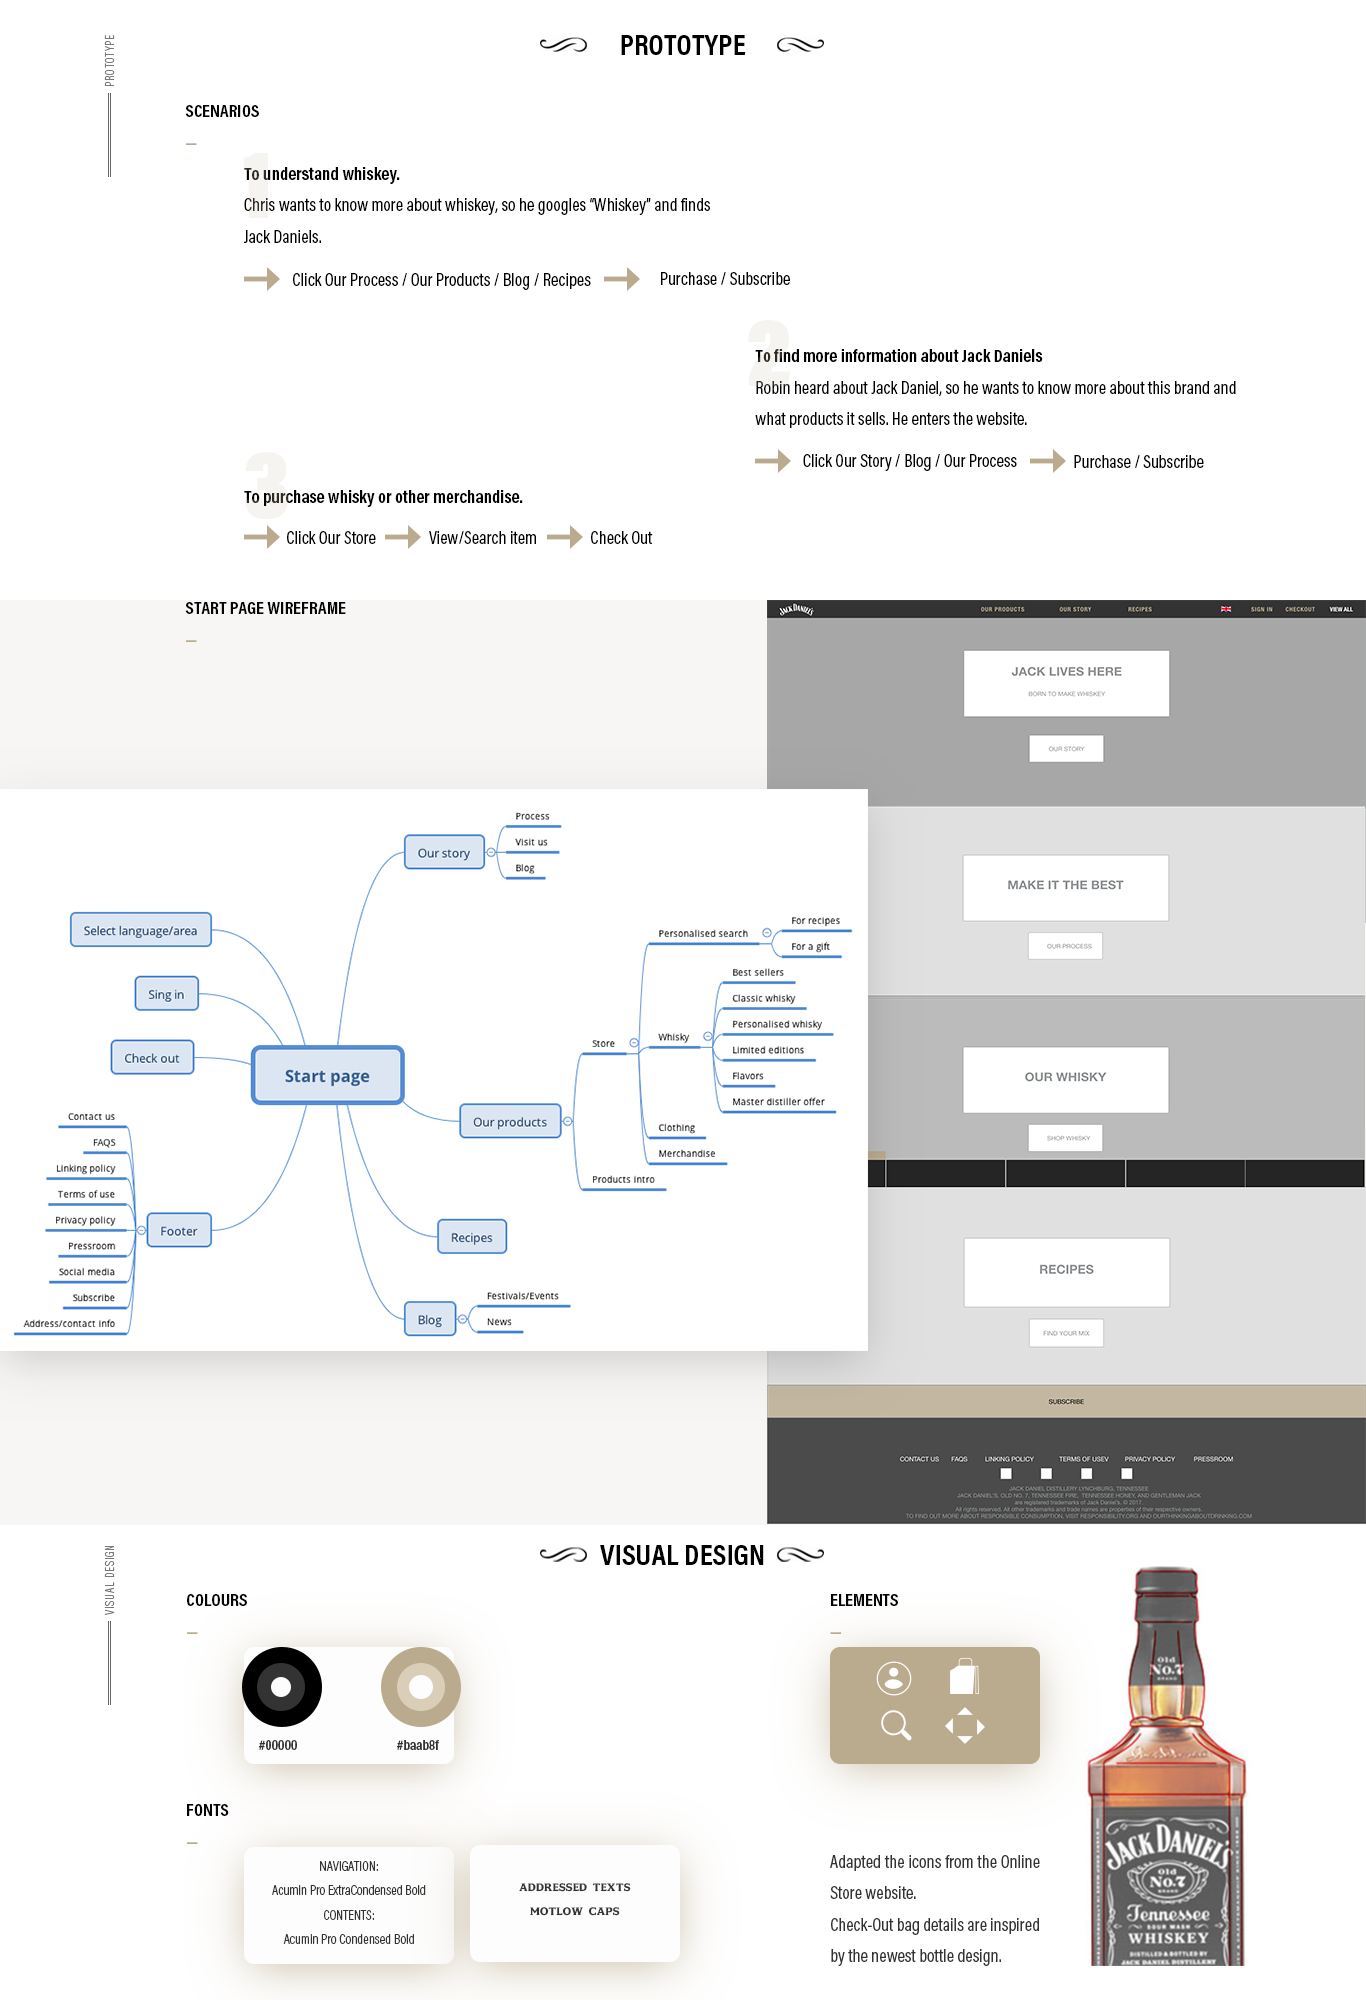 PROTOTYPE
PROTOTYPE
SCENARIOS
1
To understand whiskey.
Chris wants to know more about whiskey, so he googles "Whiskey" and finds
Jack Daniels.
Click Our Process / Our Products / Blog / Recipes
Purchase / Subscribe
2
To find more information about Jack Daniels
Robin heard about Jack Daniel, so he wants to know more about this brand and
what products it sells. He enters the website.
Click Our Story / Blog / Our Process
Purchase / Subscribe
3
To purchase whisky or other merchandise.
Click Our Store
View/Search item
Check Out
START PAGE WIREFRAME
JACK DANIEL'S
OUR PRODUCTS
OUR STORY
RECIPES
SIGN IN
CHECKOUT
VIEW ALL
JACK LIVES HERE
BORN TO MAKE WHISKEY
OUR STORY
MAKE IT THE BEST
OUR PROCESS
OUR WHISKY
SHOP WHISKY
RECIPES
FIND YOUR MIX
SUBSCRIBE
CONTACT US
FAQS
LINKING POLICY
TERMS OF USEV
PRIVACY POLICY
PRESSROOM
JACK DANIEL DISTILLERY LYNCHBURG, TENNESSEE
JACK DANIEL'S, OLD NO. 7, TENNESSEE FIRE, TENNESSEE HONEY, AND GENTLEMAN JACK
are registered trademarks of Jack Daniel's. © 2017.
All rights reserved. All other trademarks and trade names are properties of their respective owners.
TO FIND OUT MORE ABOUT RESPONSIBLE CONSUMPTION, VISIT RESPONSIBILITY.ORG AND OURTHINKINGABOUTDRINKING.COM
Our story
Process
Visit us
Blog
Select language/area
Sing in
Check out
Start page
Our products
Store
Personalised search
For recipes
For a gift
Whisky
Best sellers
Classic whisky
Personalised whisky
Limited editions
Flavors
Master distiller offer
Clothing
Merchandise
Products intro
Contact us
FAQS
Linking policy
Terms of use
Privacy policy
Pressroom
Social media
Subscribe
Address/contact info
Footer
Recipes
Blog
Festivals/Events
News
VISUAL DESIGN
VISUAL DESIGN
COLOURS
#00000
#baab8f
FONTS
NAVIGATION:
Acumin Pro ExtraCondensed Bold
CONTENTS:
Acumin Pro Condensed Bold
ADDRESSED TEXTS
MOTLOW CAPS
ELEMENTS
Adapted the icons from the Online
Store website.
Check-Out bag details are inspired
by the newest bottle design.
Old
No.7
BRAND
JACK DANIEL'S
Old
No.7
BRAND
Tennessee
SOUR MASH
WHISKEY
DISTILLED & BOTTLED BY
JACK DANIEL DISTILLERY